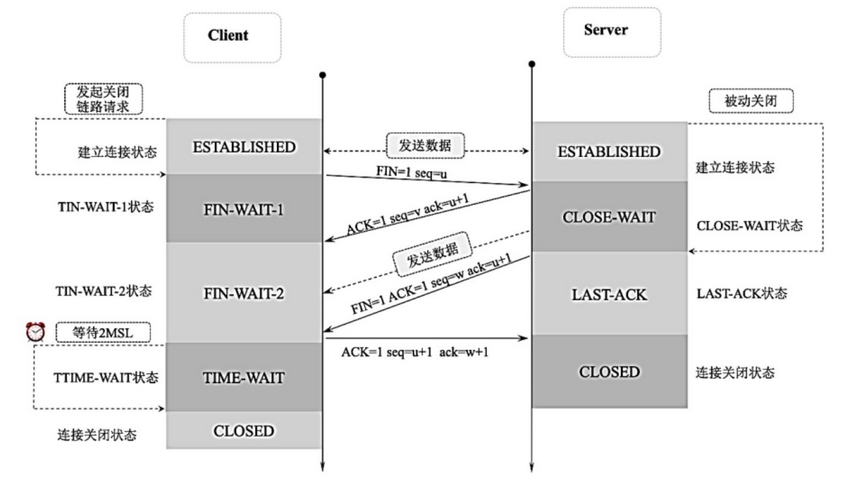 Client
Server
发起关闭
链路请求
被动关闭
ESTABLISHED
发送数据
ESTABLISHED
建立连接状态
建立连接状态
FIN=1 seq=u
TIN-WAIT-1状态
FIN-WAIT-1
ACK=1 seq=v ack=u+1
CLOSE-WAIT
CLOSE-WAIT状态
发送数据
TIN-WAIT-2状态
FIN-WAIT-2
FIN=1 ACK=1 seq=w ack=u+1
LAST-ACK
LAST-ACK状态
等待2MSL
ACK=1 seq=u+1 ack=w+1
TTIME-WAIT状态
TIME-WAIT
CLOSED
连接关闭状态
连接关闭状态
CLOSED